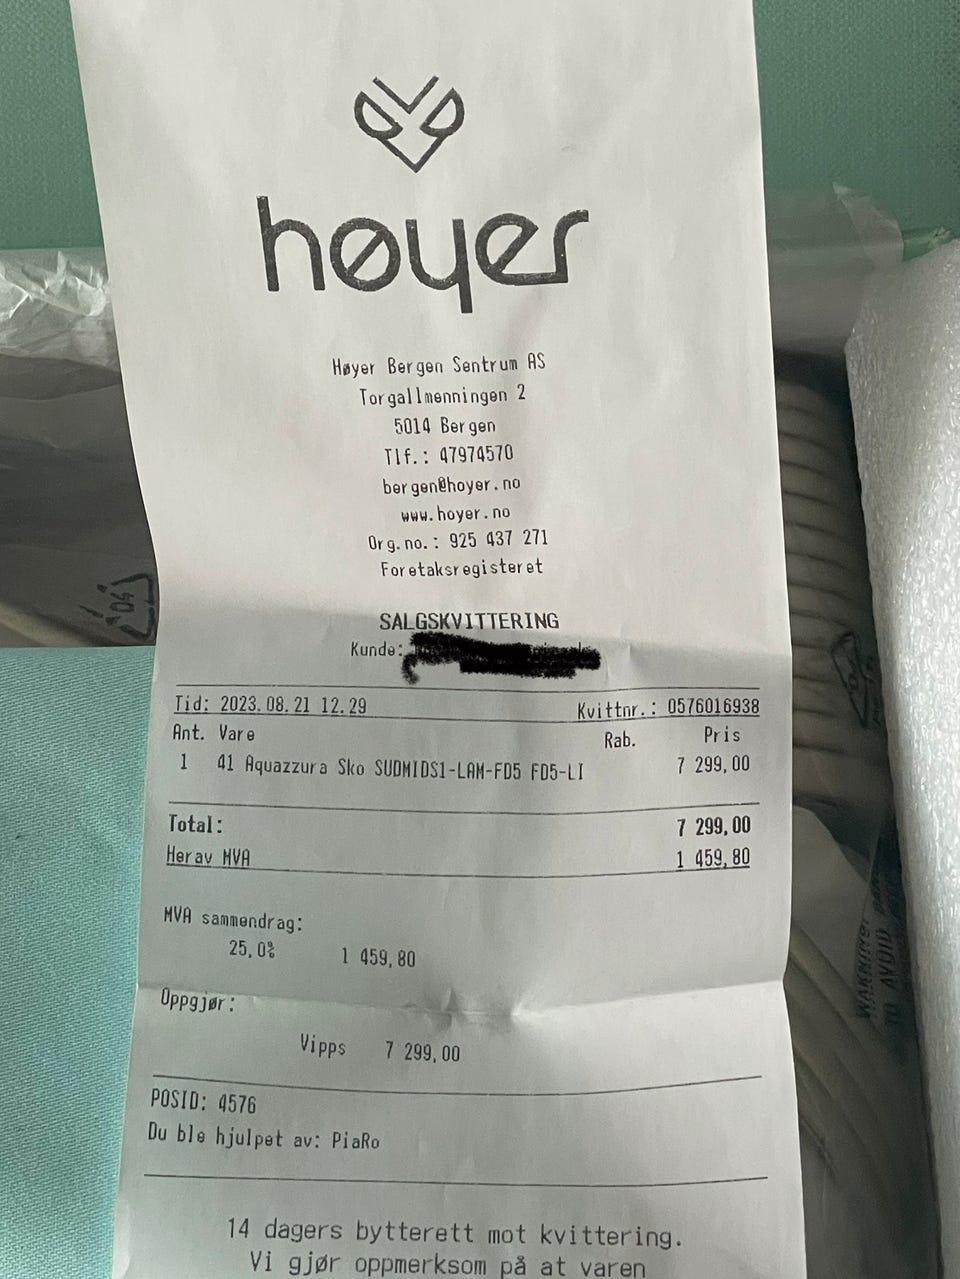 høyer
Høyer Bergen Sentrum AS
Torgallmenningen 2
5014 Bergen
Tlf.: 47974570
bergen@hoyer.no
www.hoyer.no
Org.no.: 925 437 271
Foretaksregisteret
SALGSKVITTERING
Kunde:
Tid: 2023.08.21 12.29 Kvittnr.: 0576016938
Ant. Vare Rab. Pris
1 41 Aquazzura Sko SUDMIDS1-LAM-FD5 FD5-LI 7 299,00
Total: 7 299,00
Herav MVA 1 459,80
MVA sammendrag:
25,0% 1 459,80
Oppgjør:
Vipps 7 299,00
POSID: 4576
Du ble hjulpet av: PiaRo
14 dagers bytterett mot kvittering.
Vi gjør oppmerksom på at varen
04
WARNING
TO AVOID